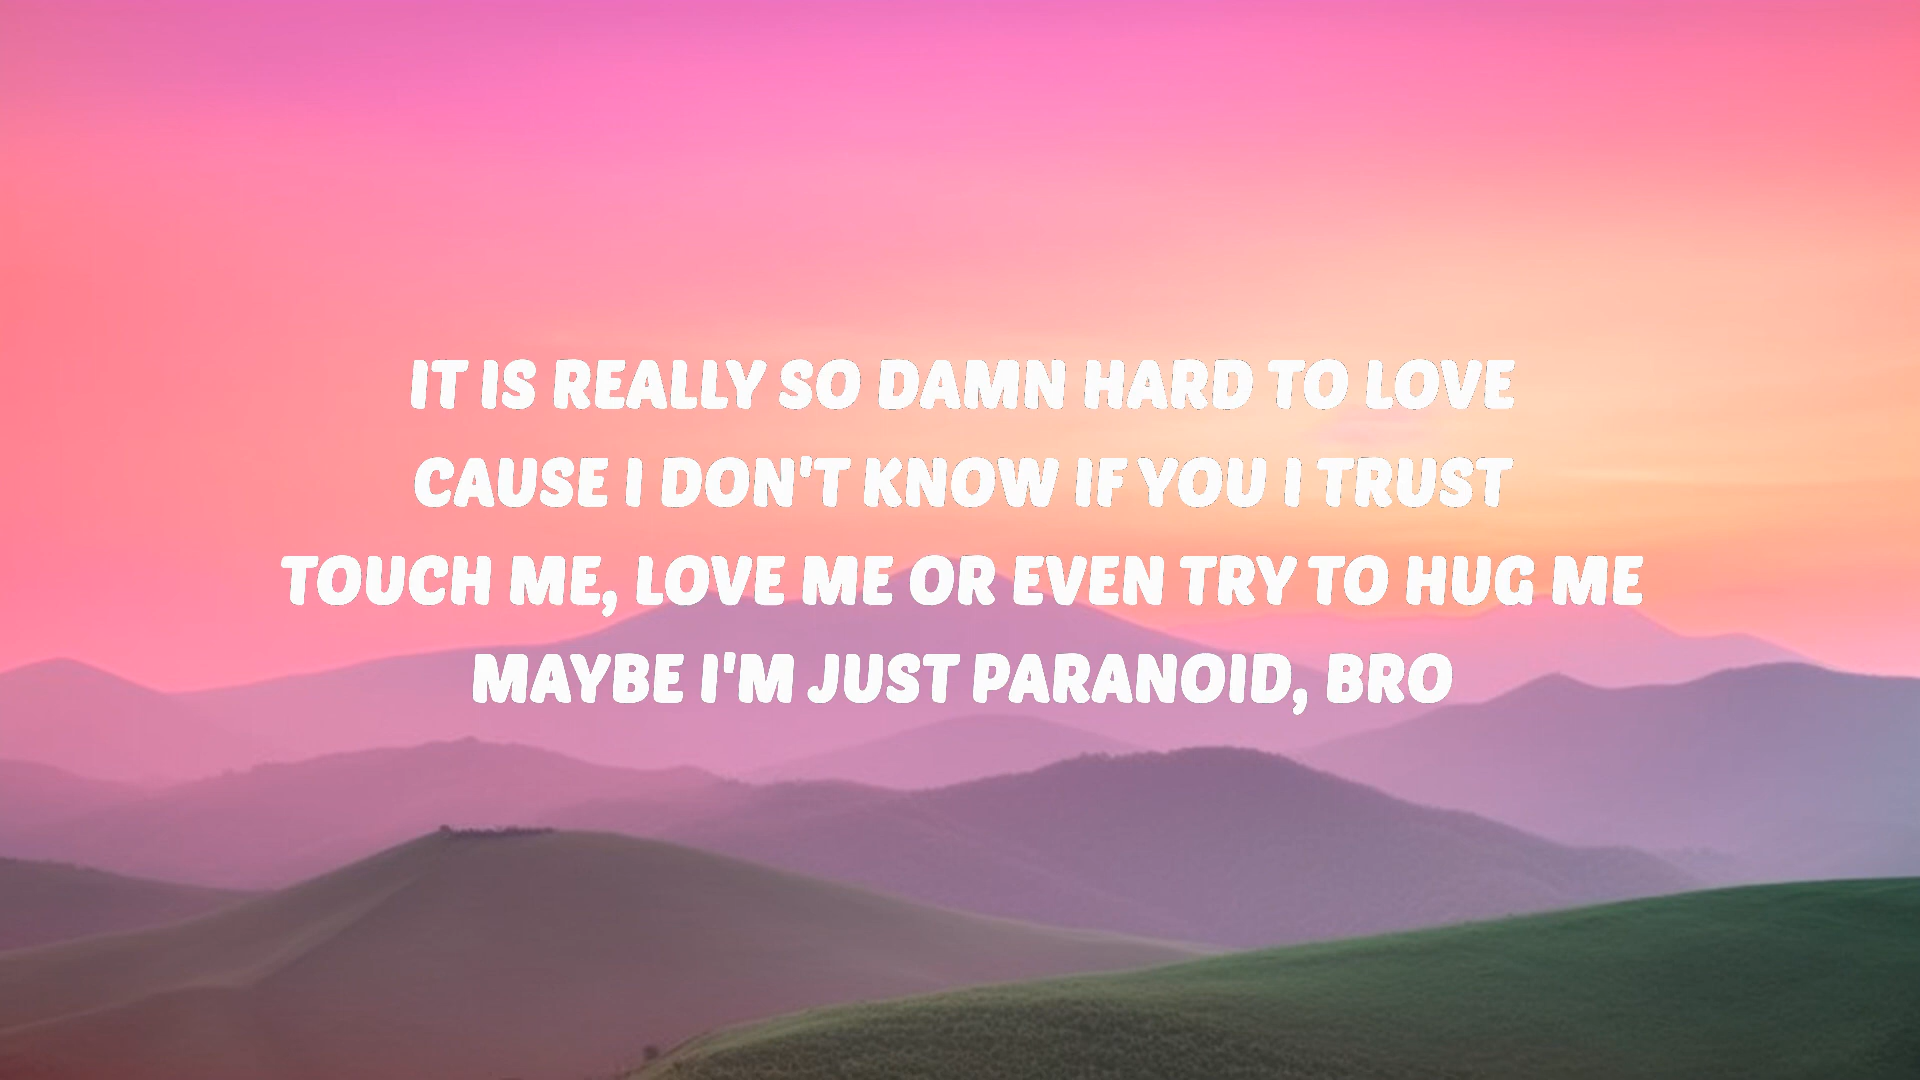 IT IS REALLY SO DAMN HARD TO LOVE
CAUSE I DON'T KNOW IF YOU I TRUST
TOUCH ME, LOVE ME OR EVEN TRY TO HUG ME
MAYBE I'M JUST PARANOID, BRO